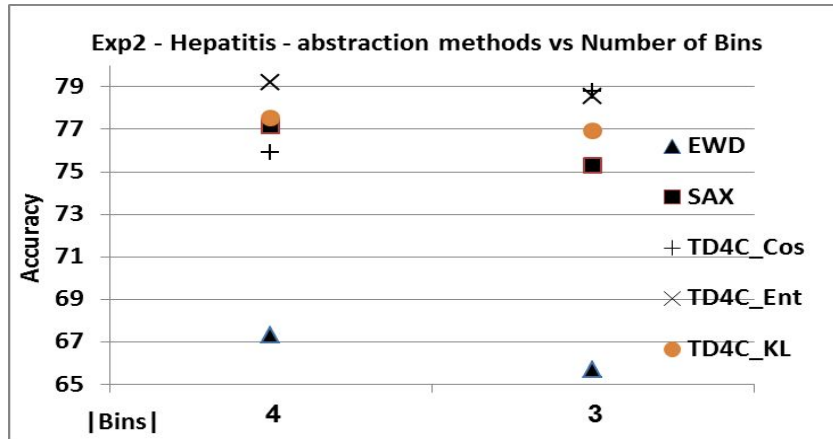 Exp2 - Hepatitis - abstraction methods vs Number of Bins
79
77
75
73
71
69
67
65
Accuracy
EWD
SAX
TD4C_Cos
TD4C_Ent
TD4C_KL
|Bins| 4 3